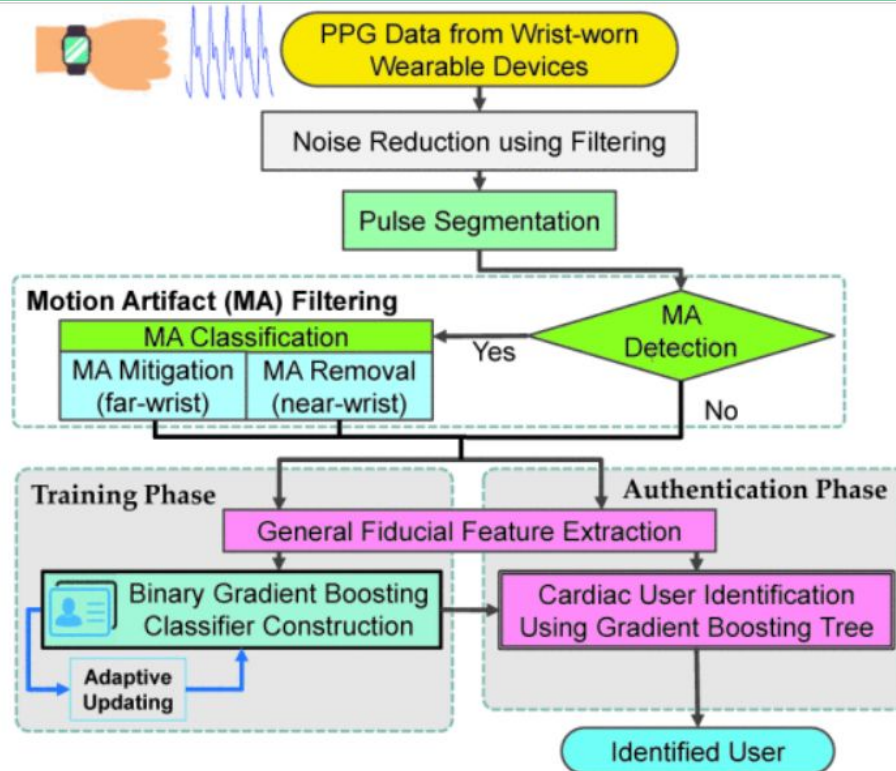 PPG Data from Wrist-worn
Wearable Devices
Noise Reduction using Filtering
Pulse Segmentation
Motion Artifact (MA) Filtering
MA Classification
MA Mitigation
(far-wrist)
MA Removal
(near-wrist)
Yes
MA
Detection
No
Training Phase
Authentication Phase
General Fiducial Feature Extraction
Binary Gradient Boosting
Classifier Construction
Cardiac User Identification
Using Gradient Boosting Tree
Adaptive
Updating
Identified User